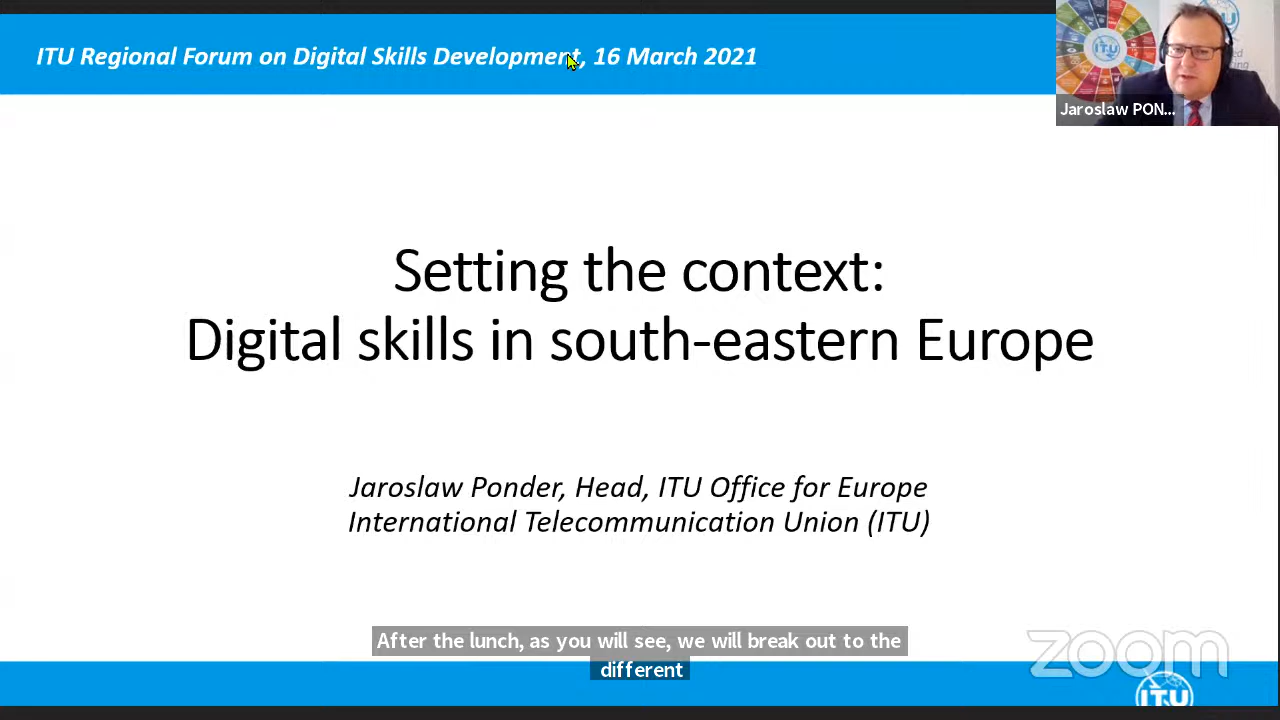 ITU Regional Forum on Digital Skills Development, 16 March 2021
Jaroslaw PON...
Setting the context:
Digital skills in south-eastern Europe
Jaroslaw Ponder, Head, ITU Office for Europe
International Telecommunication Union (ITU)
After the lunch, as you will see, we will break out to the
different
zoom
ITU